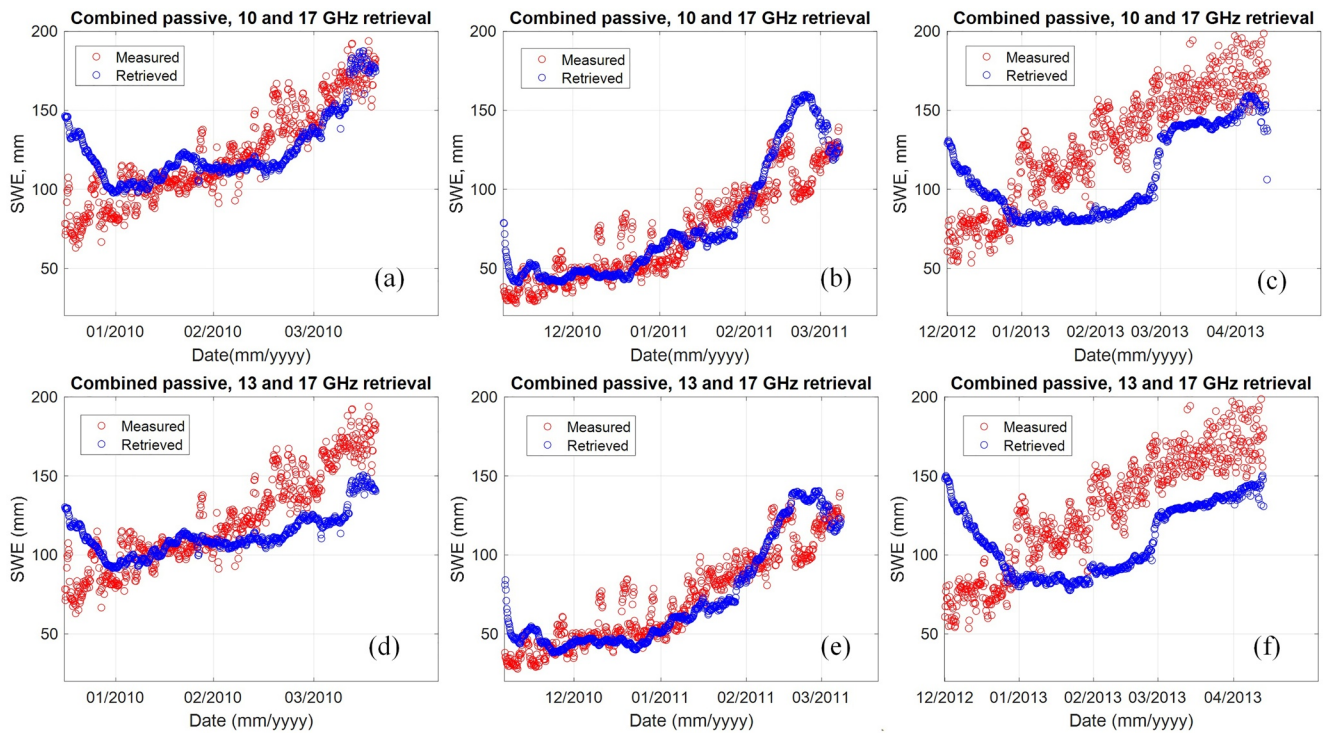 Combined passive, 10 and 17 GHz retrieval
200
150
100
50
SWE, mm
Measured
Retrieved
(a)
01/2010
02/2010
03/2010
Date(mm/yyyy)
Combined passive, 10 and 17 GHz retrieval
200
150
100
50
SWE, mm
Measured
Retrieved
(b)
12/2010
01/2011
02/2011
03/2011
Date(mm/yyyy)
Combined passive, 10 and 17 GHz retrieval
200
150
100
50
SWE, mm
Measured
Retrieved
(c)
12/2012
01/2013
02/2013
03/2013
04/2013
Date(mm/yyyy)
Combined passive, 13 and 17 GHz retrieval
200
150
100
50
SWE (mm)
Measured
Retrieved
(d)
01/2010
02/2010
03/2010
Date (mm/yyyy)
Combined passive, 13 and 17 GHz retrieval
200
150
100
50
SWE (mm)
Measured
Retrieved
(e)
12/2010
01/2011
02/2011
03/2011
Date (mm/yyyy)
Combined passive, 13 and 17 GHz retrieval
200
150
100
50
SWE (mm)
Measured
Retrieved
(f)
12/2012
01/2013
02/2013
03/2013
04/2013
Date (mm/yyyy)